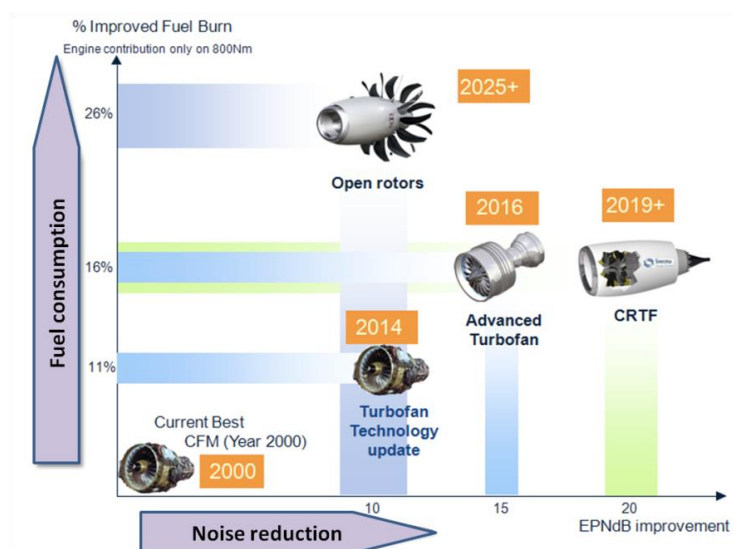 % Improved Fuel Burn
Engine contribution only on 800Nm
2025+
26%
Open rotors
2016
2019+
16%
Fuel consumption
Advanced
Turbofan
CRTF
2014
11%
Turbofan
Technology
update
Current Best
CFM (Year 2000)
2000
10
15
20
EPNdB improvement
Noise reduction